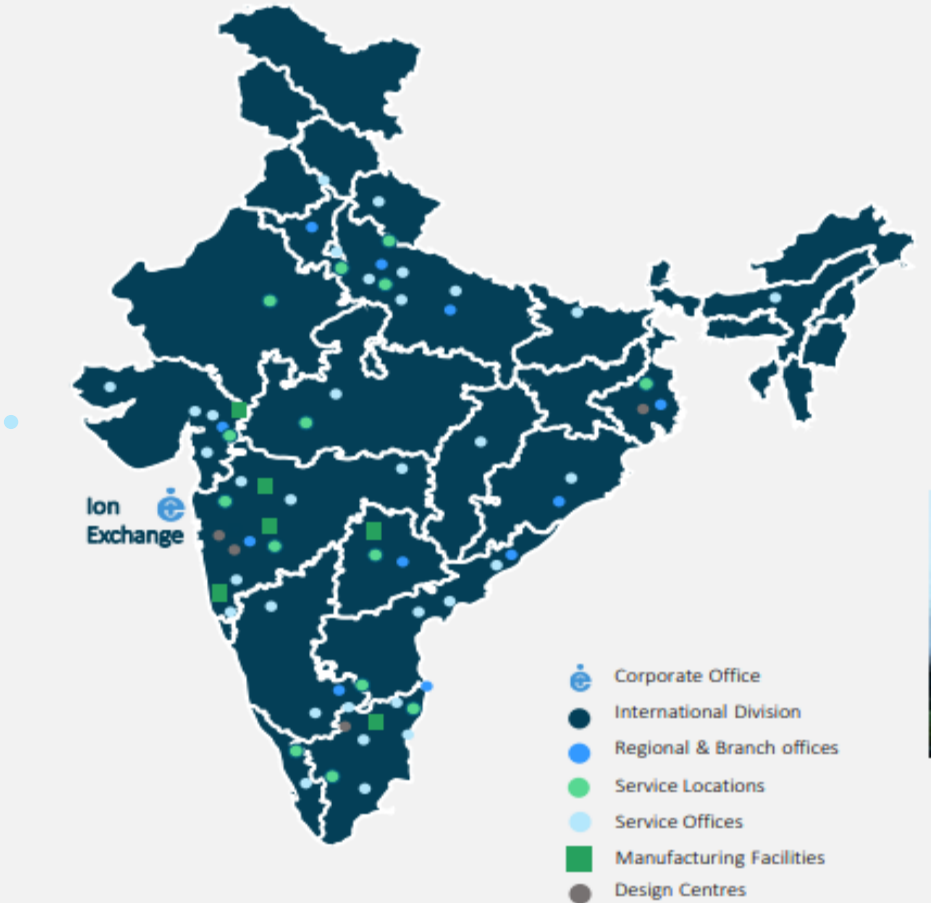 Ion
Exchange
Corporate Office
International Division
Regional & Branch offices
Service Locations
Service Offices
Manufacturing Facilities
Design Centres